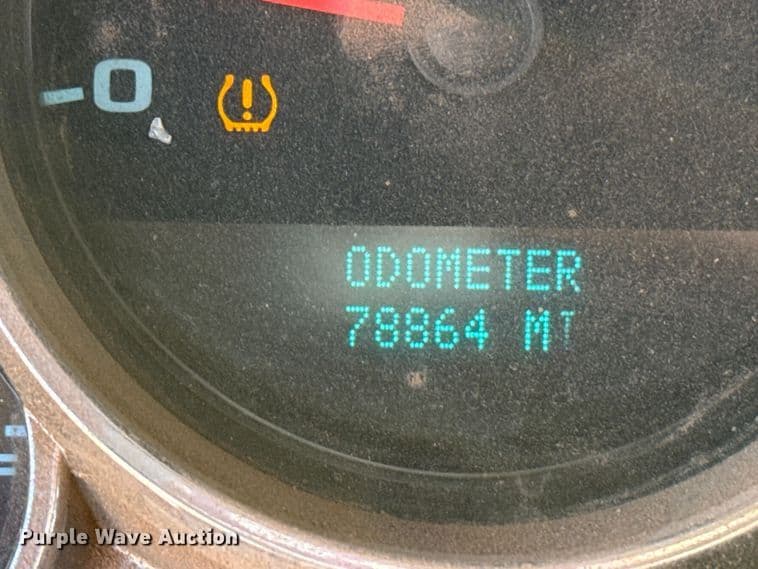 0
ODOMETER
78864 MI
Purple Wave Auction